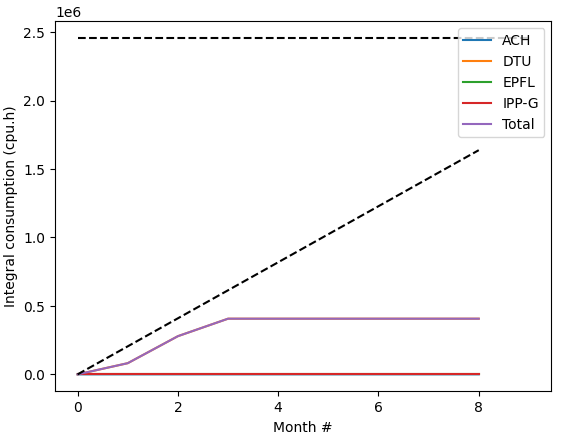 1e6
2.5
2.0
1.5
1.0
0.5
0.0
Integral consumption (cpu.h)
ACH
DTU
EPFL
IPP-G
Total
0 2 4 6 8
Month #